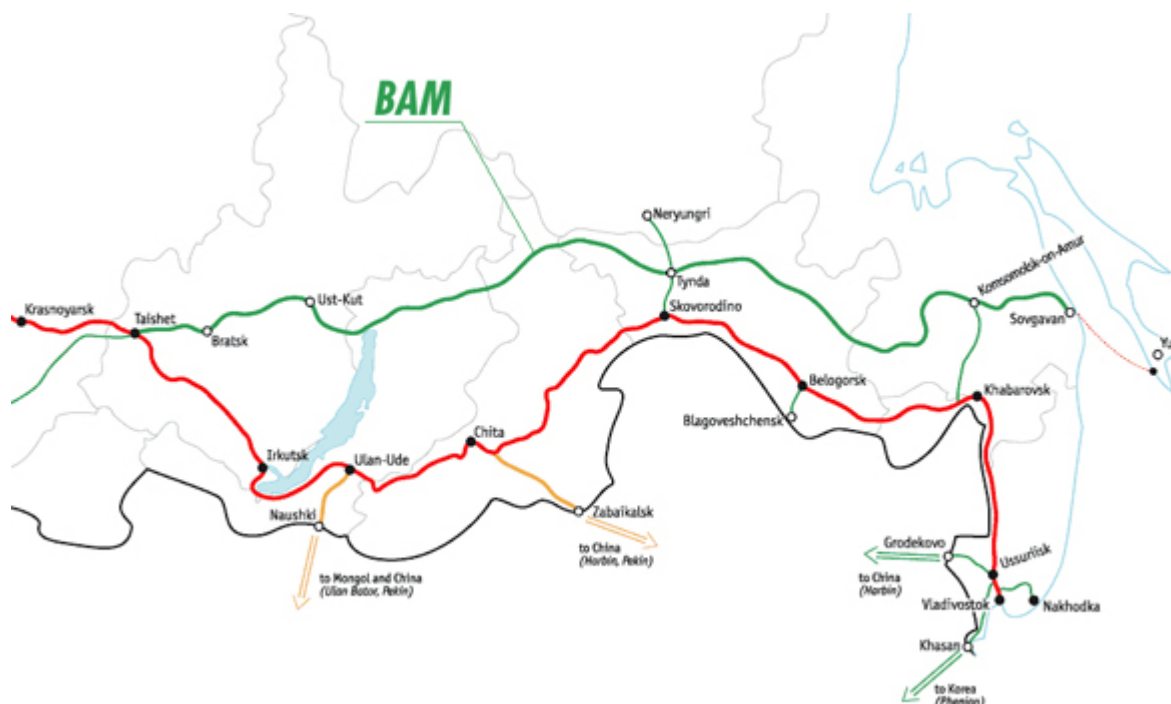 BAM
Neryungri
Tynda
Komsomolsk-on-Amur
Krasnoyarsk
Taishet
Bratsk
Ust-Kut
Skovorodino
Sovgavan
Yu
Belogorsk
Blagoveshchensk
Khabarovsk
Chita
Irkutsk
Ulan-Ude
Naushki
Zabaikalsk
to China
(Harbin, Pekin)
to Mongol and China
(Ulan Bator, Pekin)
Grodekovo
Ussuriisk
to China
(Harbin)
Vladivostok
Nakhodka
Khasan
to Korea
(Phenian)